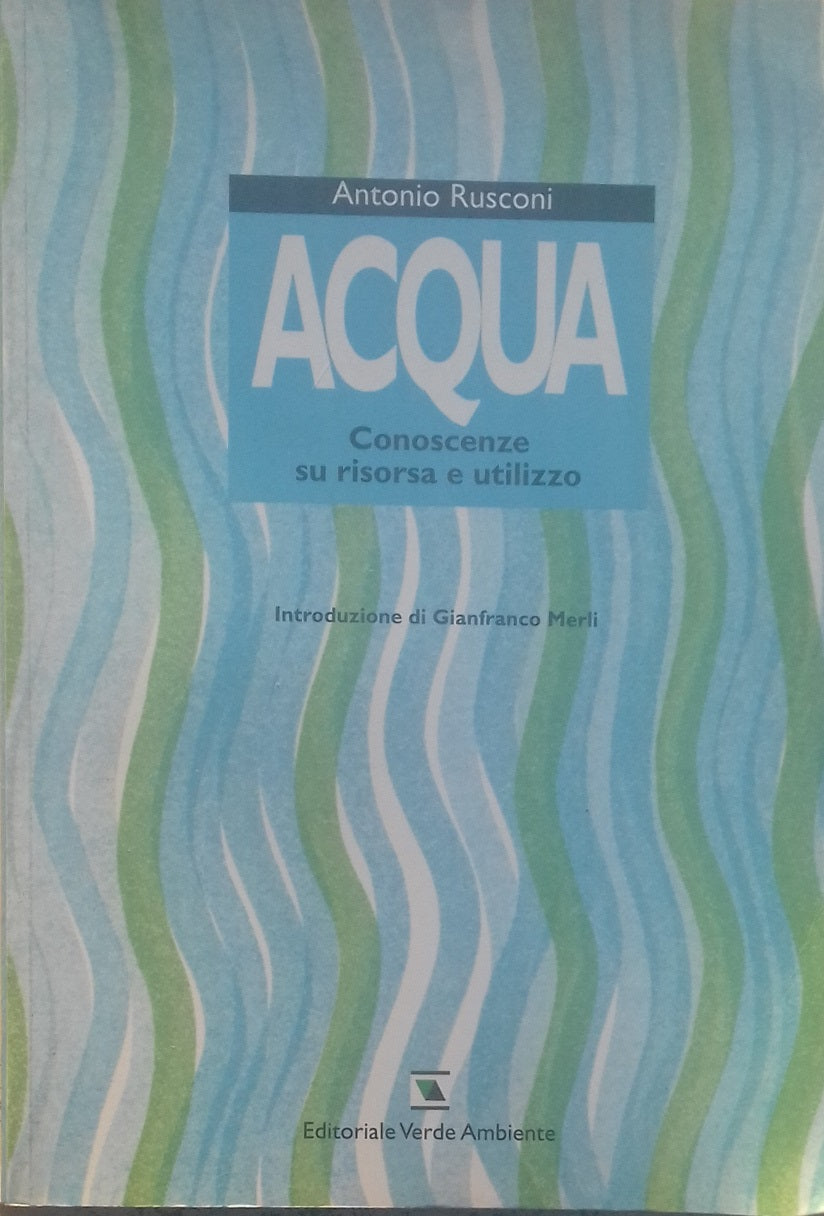 Antonio Rusconi
ACQUA
Conoscenze
su risorsa e utilizzo
Introduzione di Gianfranco Merli
Editoriale Verde Ambiente